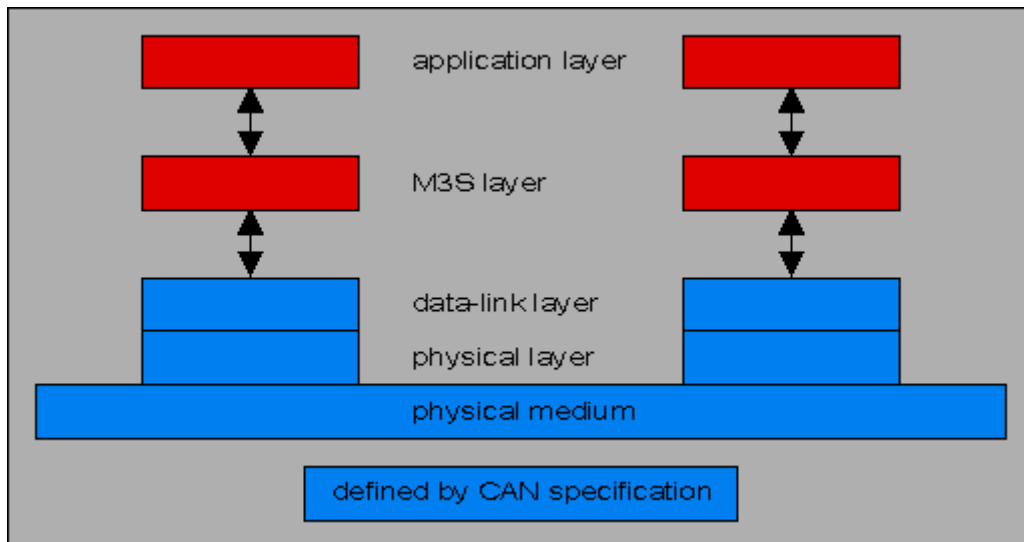 application layer
M3S layer
data-link layer
physical layer
physical medium
defined by CAN specification